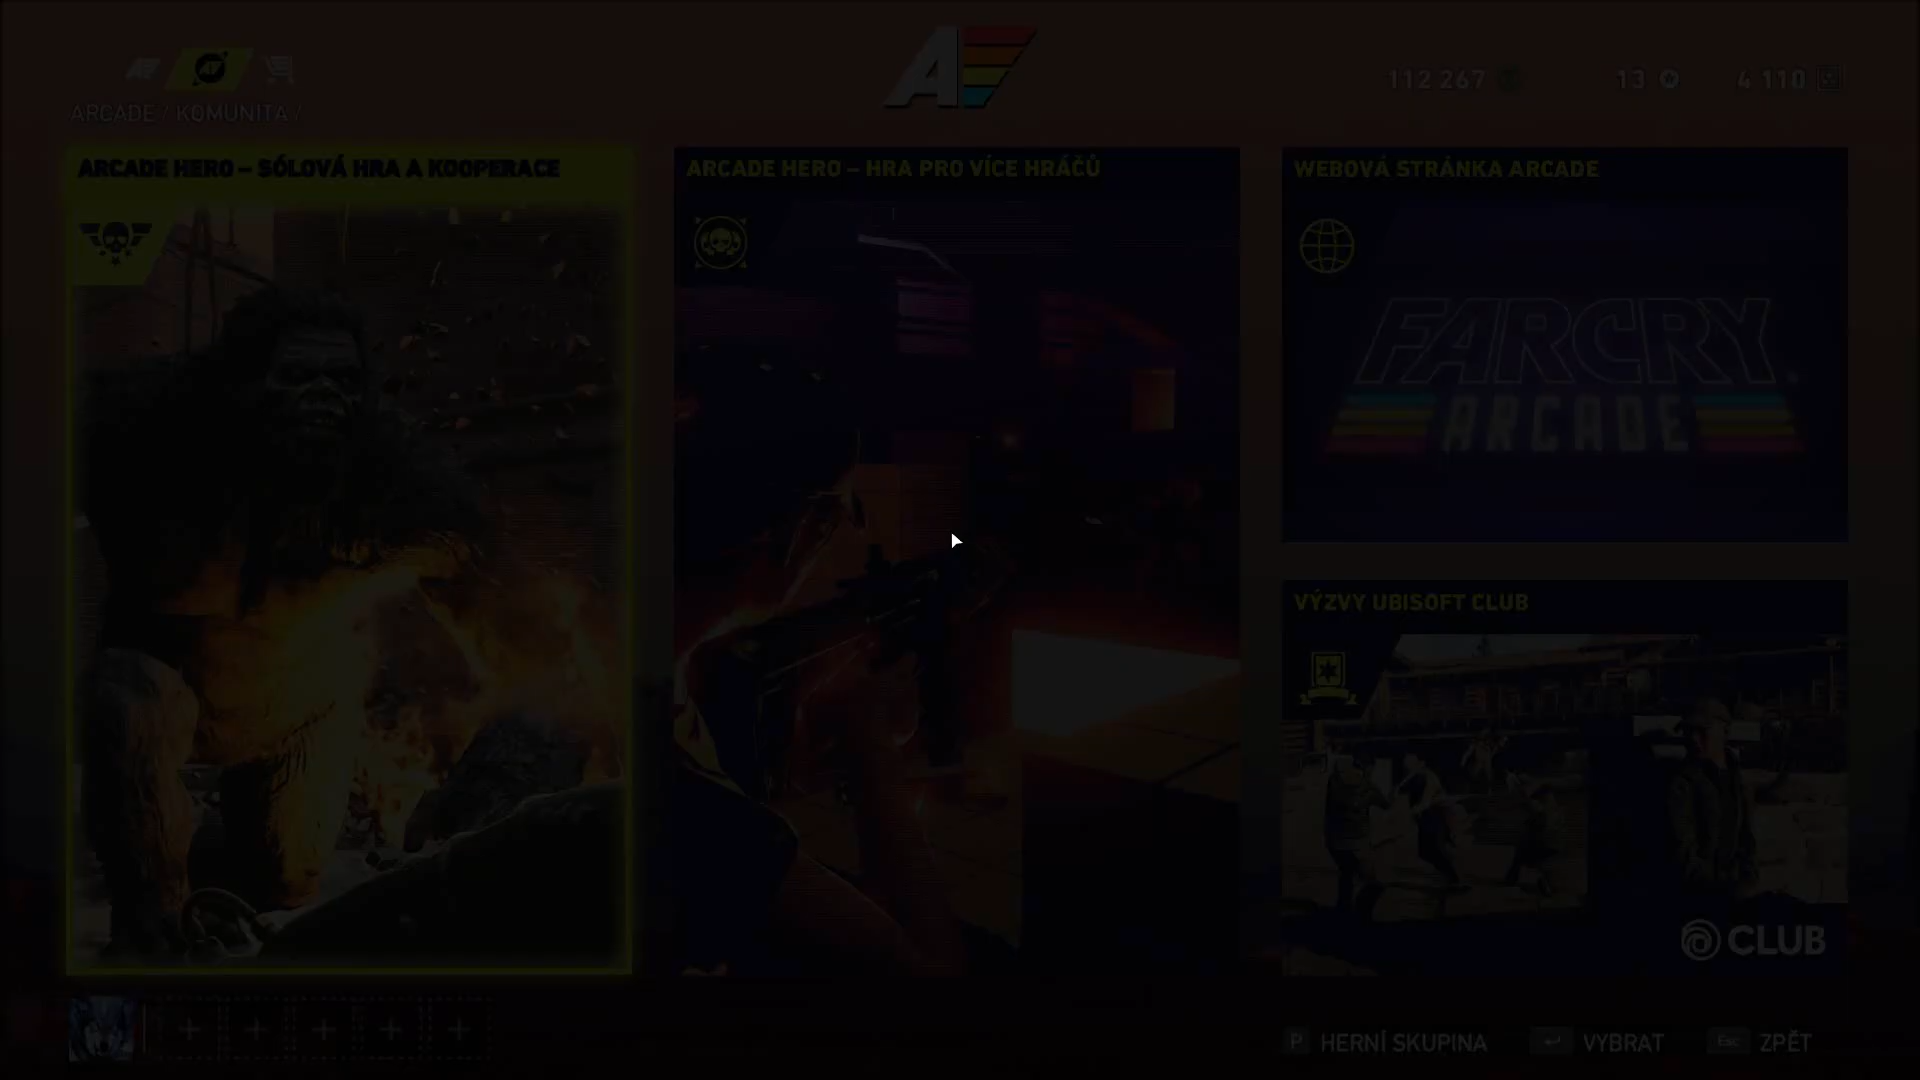 112 267
13
4 110
ARCADE / KOMUNITA /
ARCADE HERO – SÓLOVÁ HRA A KOOPERACE
ARCADE HERO – HRA PRO VÍCE HRÁČŮ
WEBOVÁ STRÁNKA ARCADE
FARCRY
ARCADE
VÝZVY UBISOFT CLUB
CLUB
P HERNÍ SKUPINA
VYBRAT
Esc ZPĚT